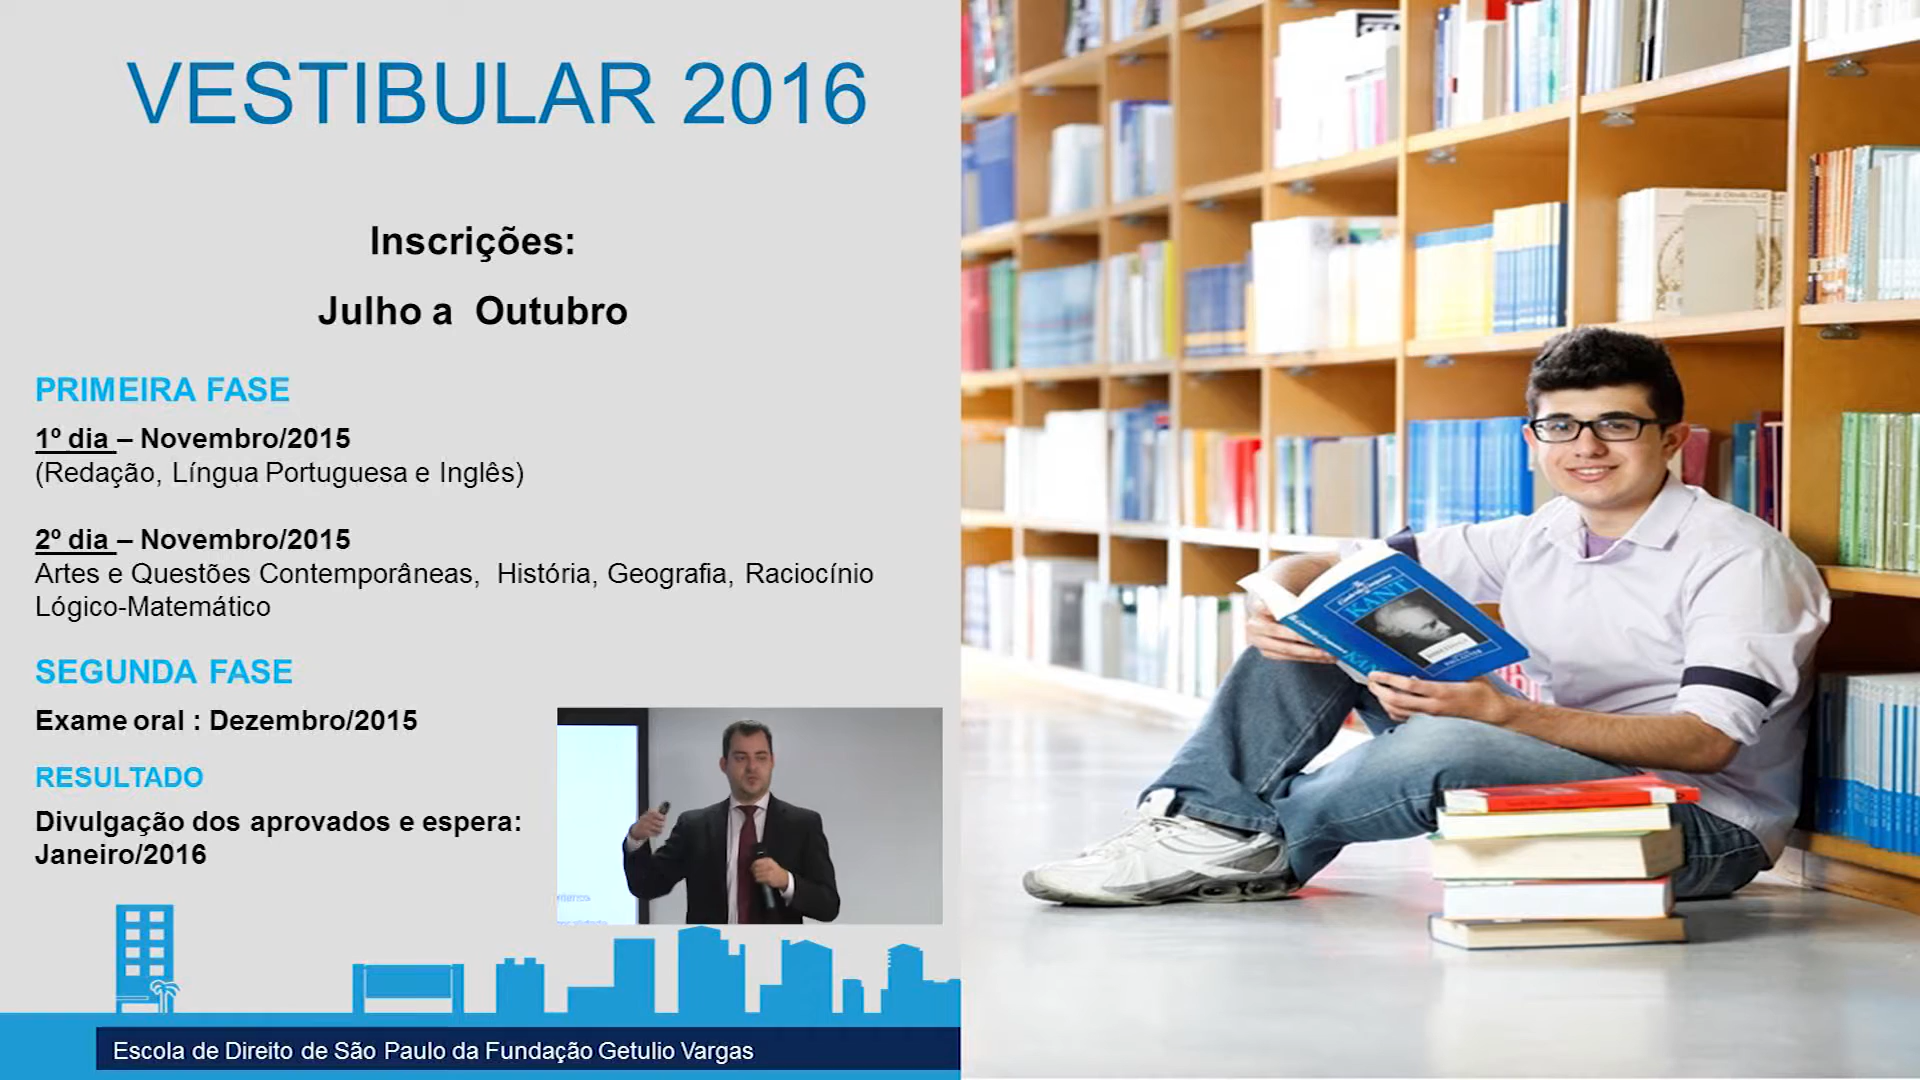 VESTIBULAR 2016
Inscrições:
Julho a Outubro
PRIMEIRA FASE
1º dia – Novembro/2015
(Redação, Língua Portuguesa e Inglês)
2º dia – Novembro/2015
Artes e Questões Contemporâneas, História, Geografia, Raciocínio
Lógico-Matemático
SEGUNDA FASE
Exame oral : Dezembro/2015
RESULTADO
Divulgação dos aprovados e espera:
Janeiro/2016
Escola de Direito de São Paulo da Fundação Getulio Vargas
KANT
KANT